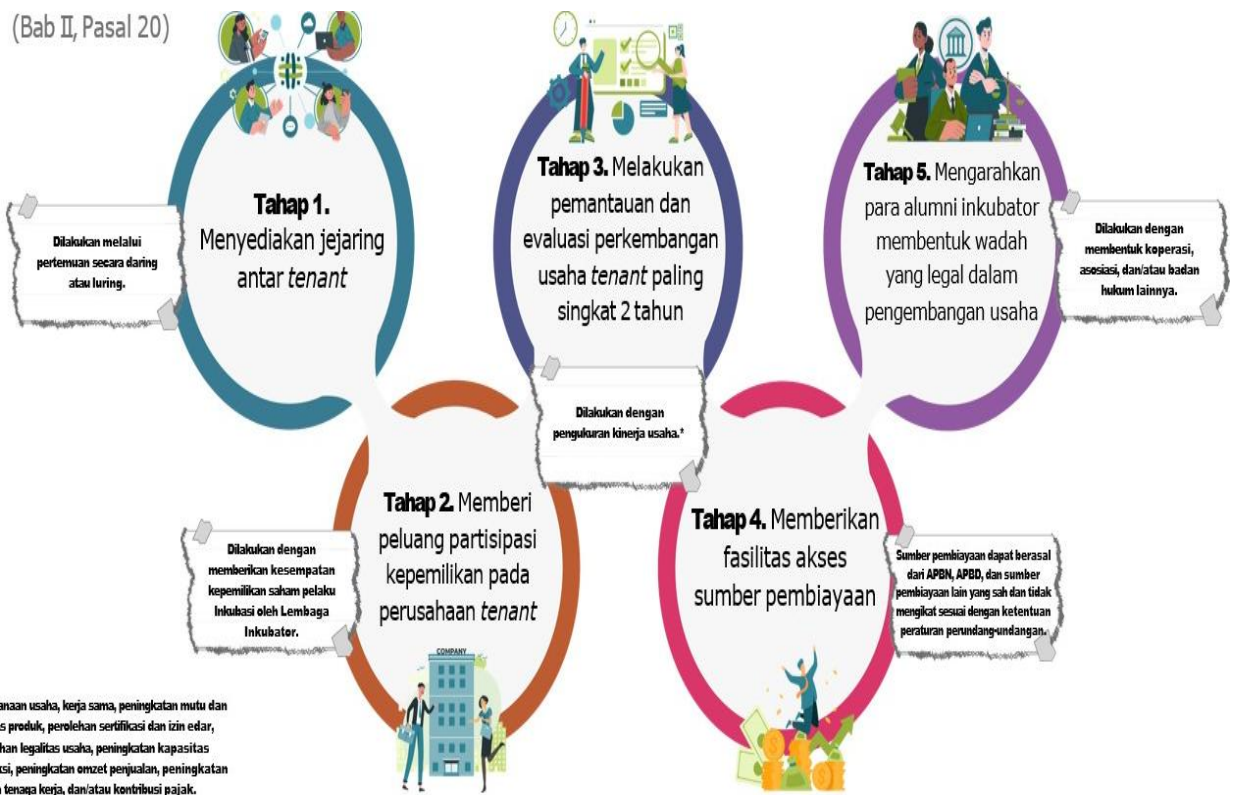 (Bab II, Pasal 20)
Tahap 1.
Menyediakan jejaring
antar tenant
Dilakukan melalui
pertemuan secara daring
atau luring.
Tahap 2. Memberi
peluang partisipasi
kepemilikan pada
perusahaan tenant
Dilakukan dengan
memberikan kesempatan
kepemilikan saham pelaku
Inkubasi oleh Lembaga
Inkubator.
COMPANY
Tahap 3. Melakukan
pemantauan dan
evaluasi perkembangan
usaha tenant paling
singkat 2 tahun
Dilakukan dengan
pengukuran kinerja usaha.*
Tahap 4. Memberikan
fasilitas akses
sumber pembiayaan
Sumber pembiayaan dapat berasal
dari APBN, APBD, dan sumber
pembiayaan lain yang sah dan tidak
mengikat sesuai dengan ketentuan
peraturan perundang-undangan.
Tahap 5. Mengarahkan
para alumni inkubator
membentuk wadah
yang legal dalam
pengembangan usaha
Dilakukan dengan
membentuk koperasi,
asosiasi, dan/atau badan
hukum lainnya.
usaha, kerja sama, peningkatan mutu dan
produk, perolehan sertifikasi dan izin edar,
legalitas usaha, peningkatan kapasitas
peningkatan omzet penjualan, peningkatan
tenaga kerja, dan/atau kontribusi pajak.